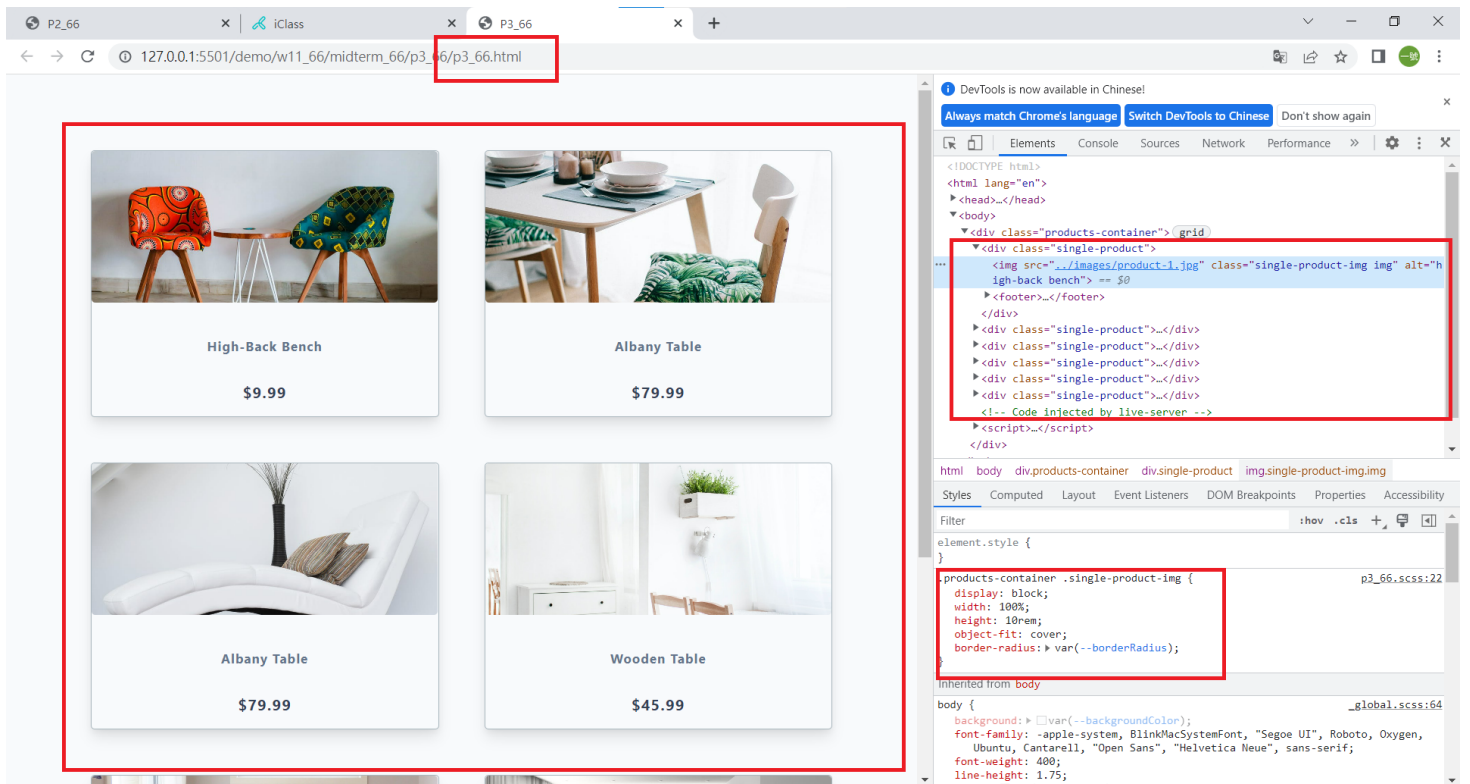 P2_66
iClass
P3_66
127.0.0.1:5501/demo/w11_66/midterm_66/p3_66/p3_66.html
一號
High-Back Bench
$9.99
Albany Table
$79.99
Albany Table
$79.99
Wooden Table
$45.99
DevTools is now available in Chinese!
Always match Chrome's language
Switch DevTools to Chinese
Don't show again
Elements Console Sources Network Performance
<!DOCTYPE html>
<html lang="en">
<head>…</head>
<body>
<div class="products-container"> grid
<div class="single-product">
<img src="../images/product-1.jpg" class="single-product-img img" alt="h
igh-back bench"> == $0
<footer>…</footer>
</div>
<div class="single-product">…</div>
<div class="single-product">…</div>
<div class="single-product">…</div>
<div class="single-product">…</div>
<div class="single-product">…</div>
<!-- Code injected by live-server -->
<script>…</script>
</div>
html body div.products-container div.single-product img.single-product-img.img
Styles Computed Layout Event Listeners DOM Breakpoints Properties Accessibility
Filter
:hov .cls
element.style {
}
.products-container .single-product-img {
p3_66.scss:22
display: block;
width: 100%;
height: 10rem;
object-fit: cover;
border-radius: var(--borderRadius);
}
Inherited from body
body {
_global.scss:64
background: var(--backgroundColor);
font-family: -apple-system, BlinkMacSystemFont, "Segoe UI", Roboto, Oxygen,
Ubuntu, Cantarell, "Open Sans", "Helvetica Neue", sans-serif;
font-weight: 400;
line-height: 1.75;